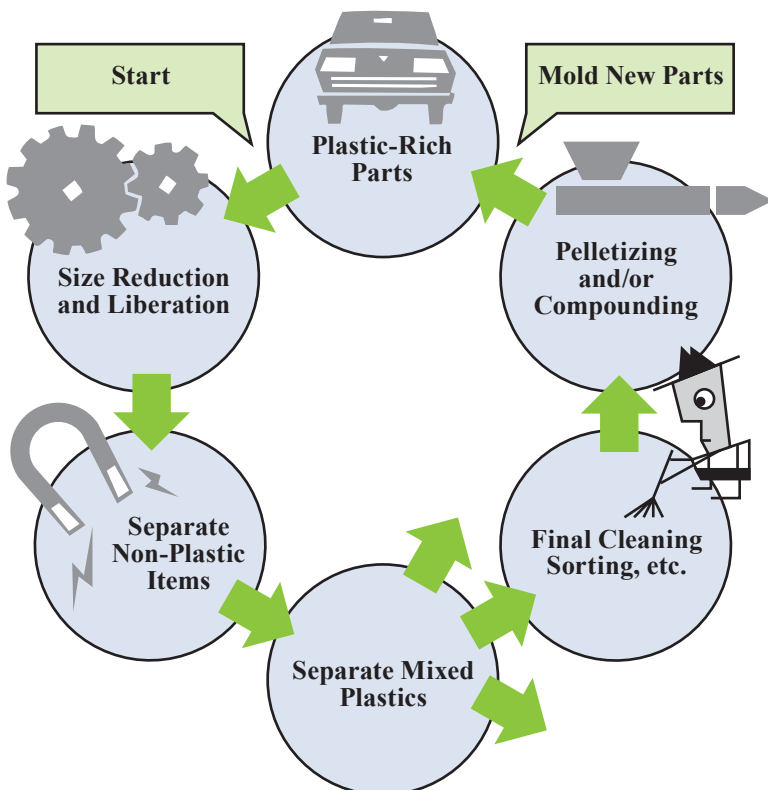 Start
Mold New Parts
Plastic-Rich
Parts
Size Reduction
and Liberation
Pelletizing
and/or
Compounding
Separate
Non-Plastic
Items
Final Cleaning
Sorting, etc.
Separate Mixed
Plastics